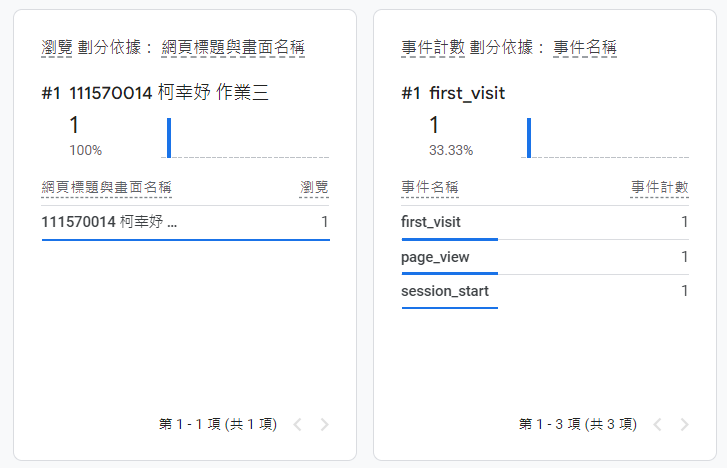 瀏覽 劃分依據： 網頁標題與畫面名稱
#1 111570014 柯幸妤 作業三
1
100%
網頁標題與畫面名稱 瀏覽
111570014 柯幸妤 ... 1
第 1 - 1 項 (共 1 項)
事件計數 劃分依據： 事件名稱
#1 first_visit
1
33.33%
事件名稱 事件計數
first_visit 1
page_view 1
session_start 1
第 1 - 3 項 (共 3 項)